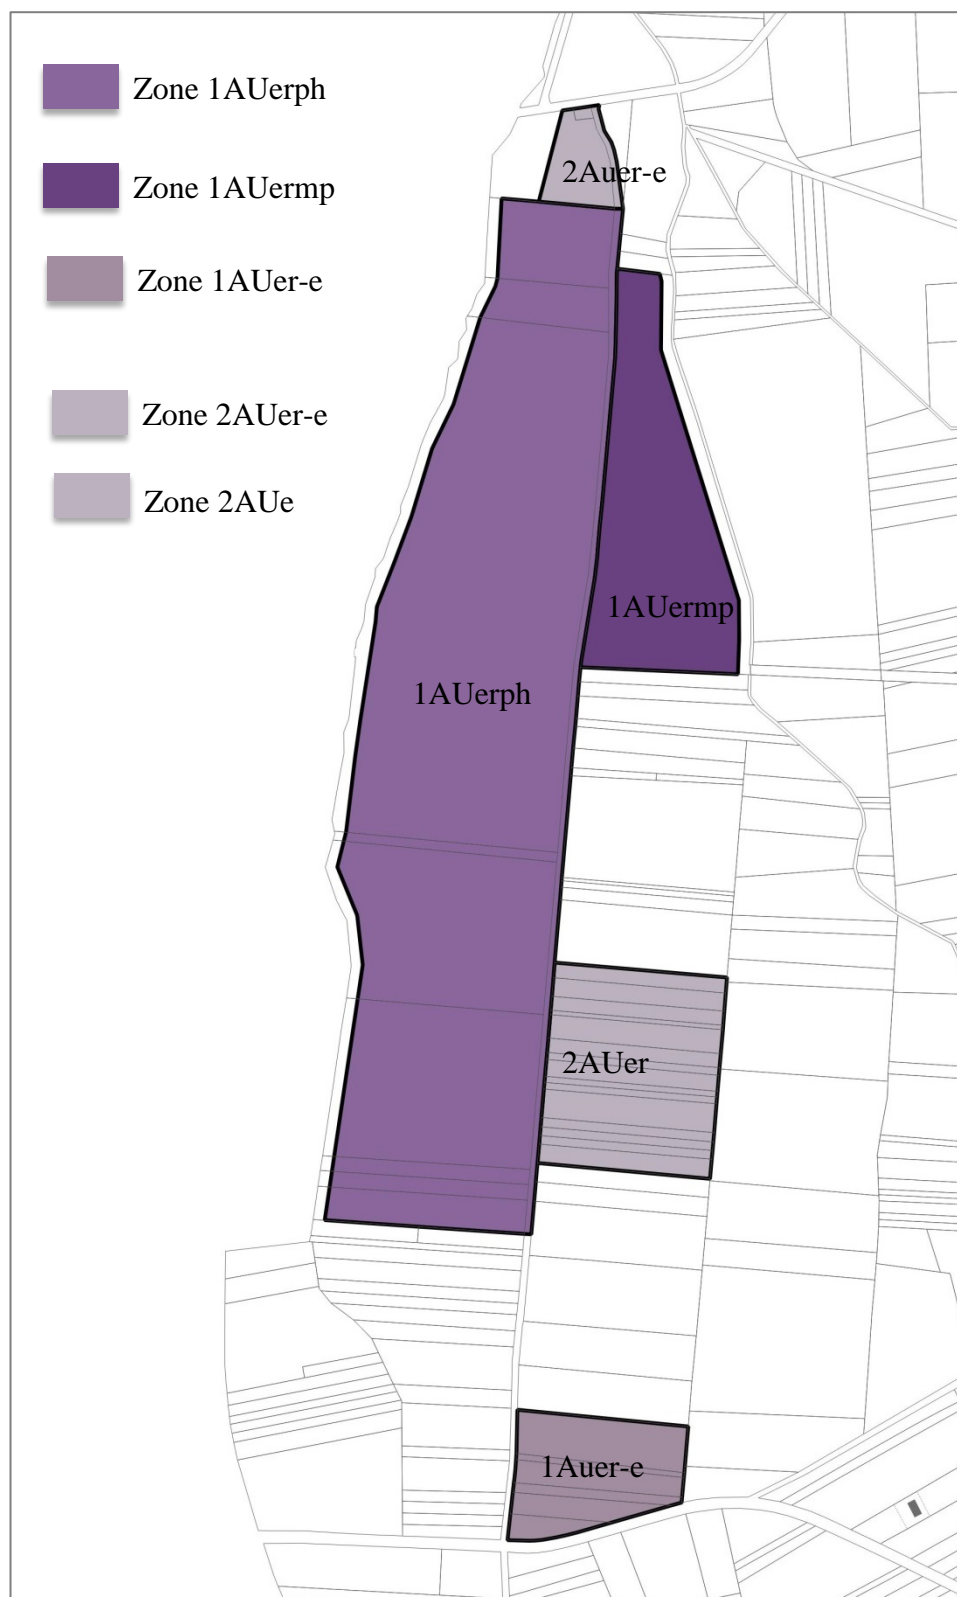 Zone 1AUerph
Zone 1AUermp
Zone 1AUer-e
Zone 2AUer-e
Zone 2AUe
2Auer-e
1AUermp
1AUerph
2AUer
1Auer-e